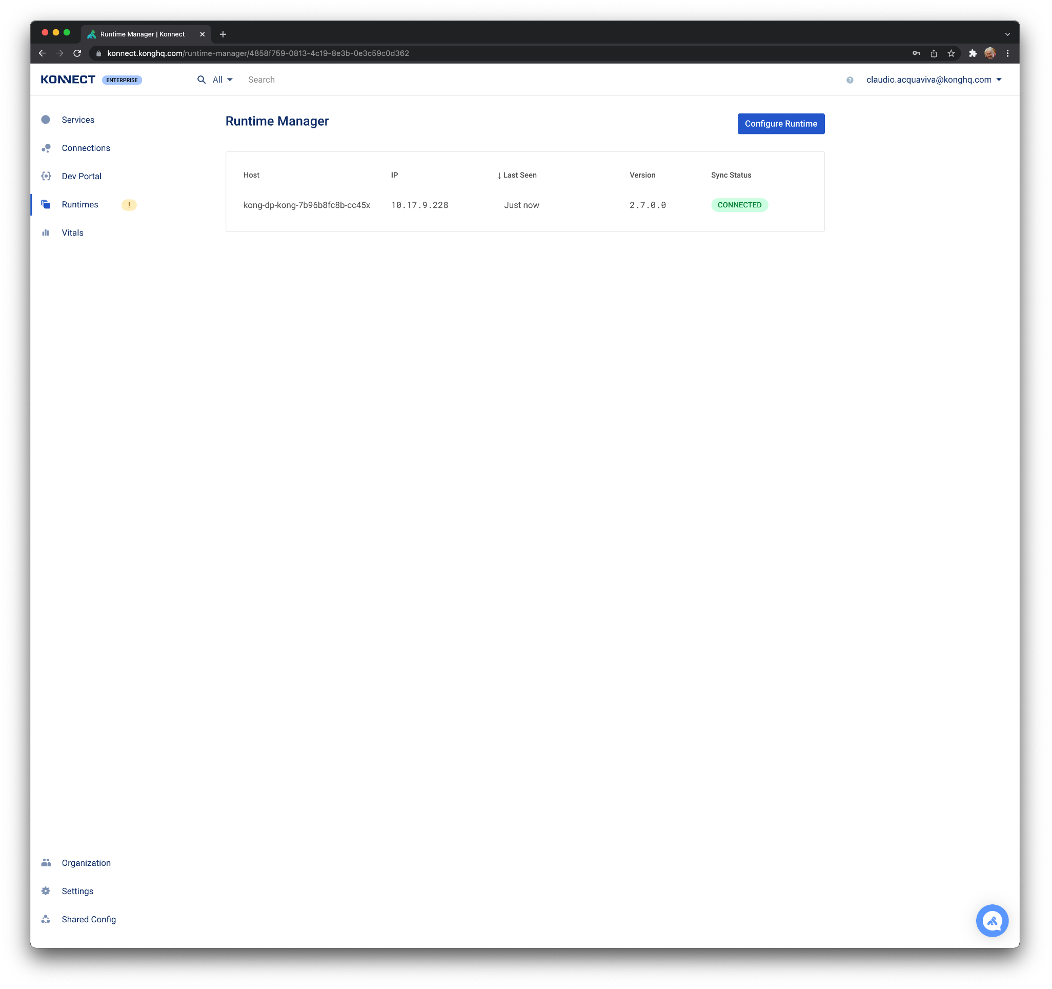 Runtime Manager | Konnect
konnect.konghq.com/runtime-manager/4858f759-0813-4c19-8e3b-0e3c59c0d362
KONNECT ENTERPRISE All Search claudio.acquaviva@konghq.com
Services
Connections
Dev Portal
Runtimes !
Vitals
Runtime Manager Configure Runtime
Host IP ↓ Last Seen Version Sync Status
kong-dp-kong-7b96b8fc8b-cc45x 10.17.9.228 Just now 2.7.0.0 CONNECTED
Organization
Settings
Shared Config